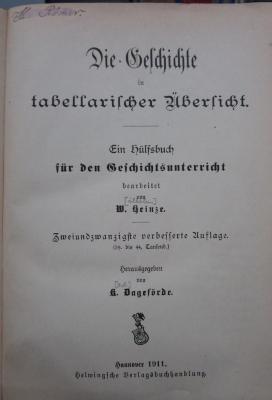 Die Geschichte
in
tabellarischer Übersicht.
Ein Hülfsbuch
für den Geschichtsunterricht
bearbeitet
von
W. Heinze.
Zweiundzwanzigste verbesserte Auflage.
Herausgegeben
von
K. Dageförde.
Hannover 1911.
Helwingsche Verlagsbuchhandlung.